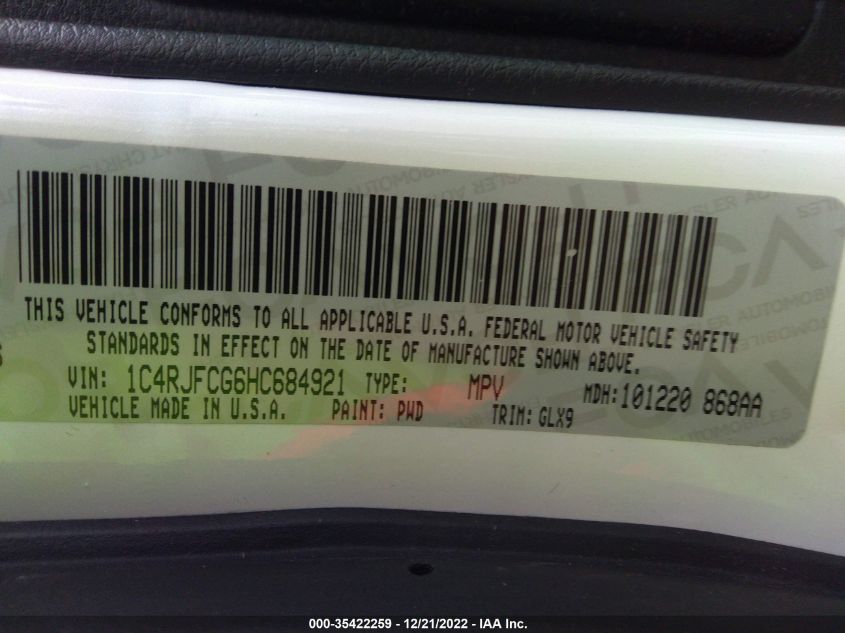 THIS VEHICLE CONFORMS TO ALL APPLICABLE U.S.A. FEDERAL MOTOR VEHICLE SAFETY
STANDARDS IN EFFECT ON THE DATE OF MANUFACTURE SHOWN ABOVE.
VIN: 1C4RJFCG6HC684921 TYPE: MPV MDH:101220 868AA
VEHICLE MADE IN U.S.A. PAINT: PWD TRIM: GLX9
000-35422259 - 12/21/2022 - IAA Inc.